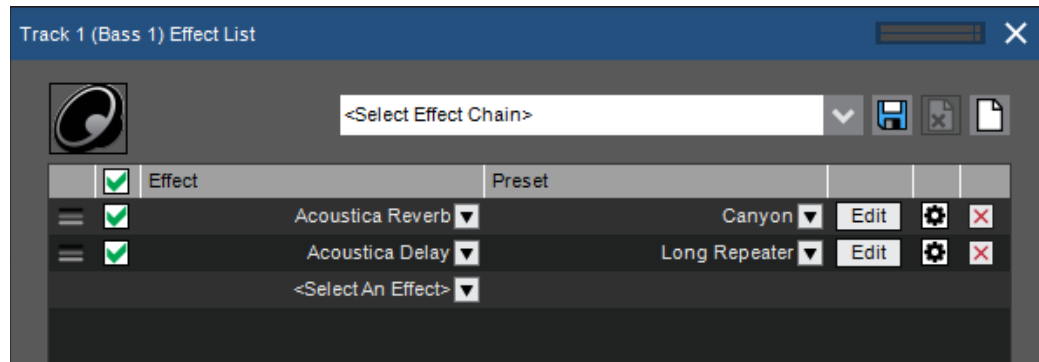 Track 1 (Bass 1) Effect List
<Select Effect Chain>
Effect Preset
Acoustica Reverb Canyon Edit
Acoustica Delay Long Repeater Edit
<Select An Effect>